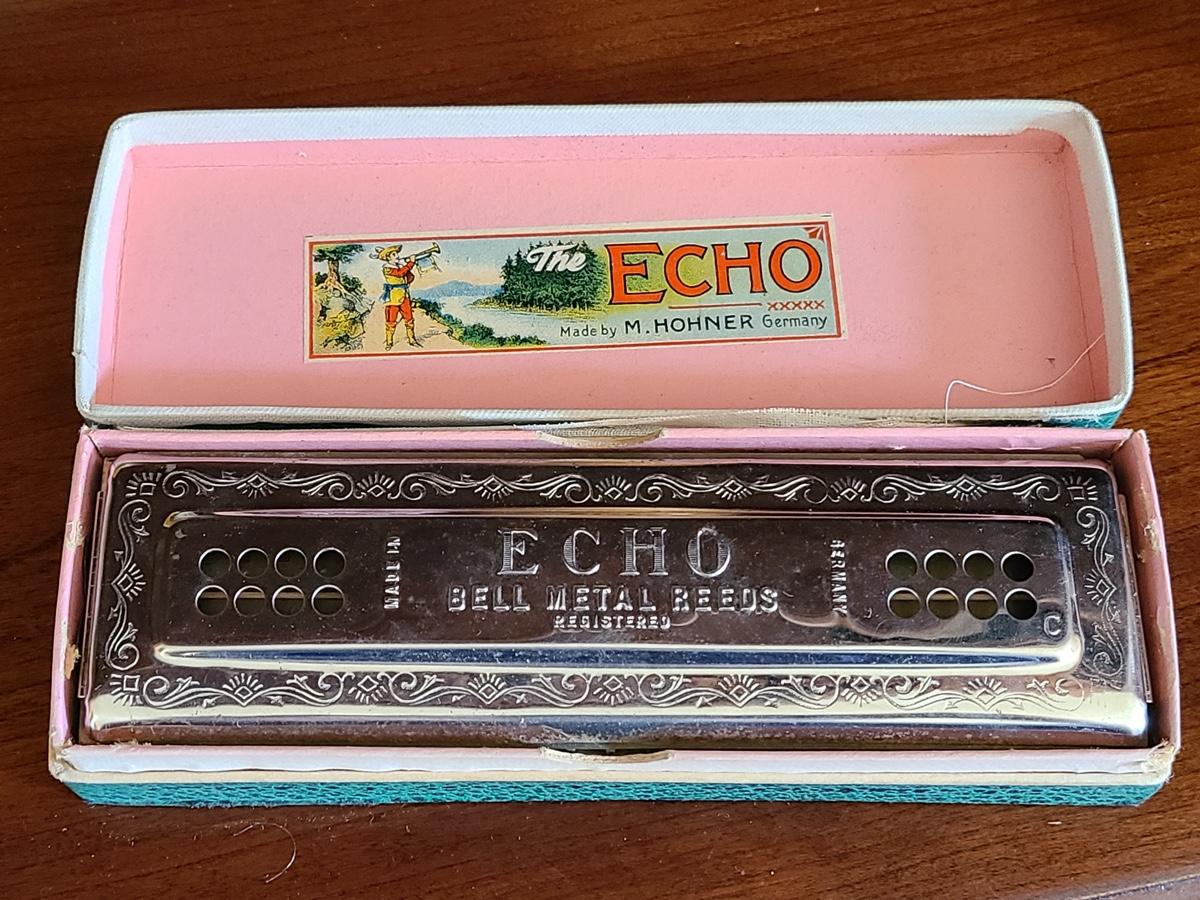 The ECHO
xxxxx
Made by M. HOHNER Germany
ECHO
MADE IN
GERMANY
BELL METAL REEDS
REGISTERED
C